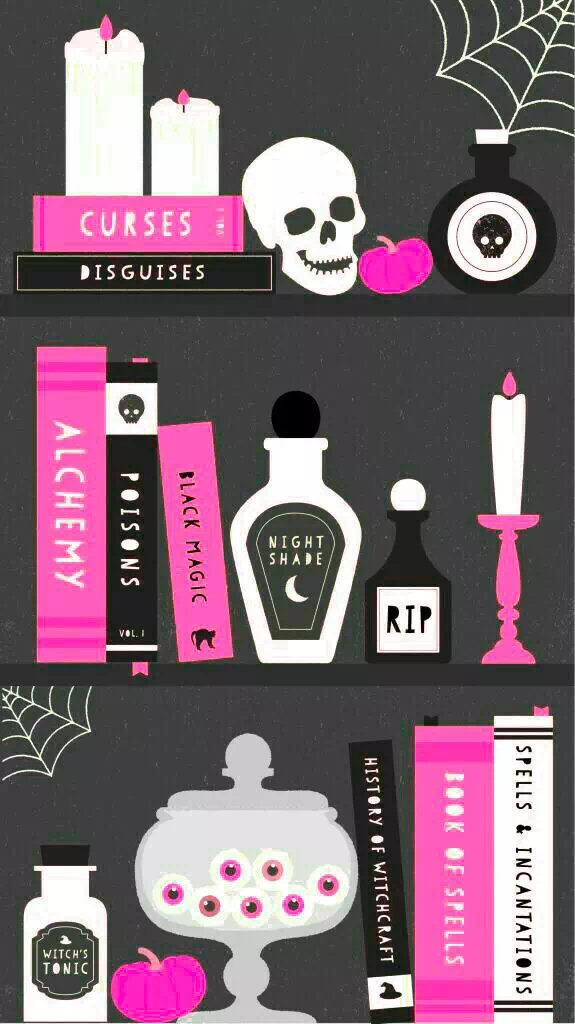 CURSES
DISGUISES
ALCHEMY
POISONS
VOL. I
BLACK MAGIC
NIGHT
SHADE
RIP
WITCH'S
TONIC
HISTORY OF WITCHCRAFT
BOOK OF SPELLS
SPELLS & INCANTATIONS